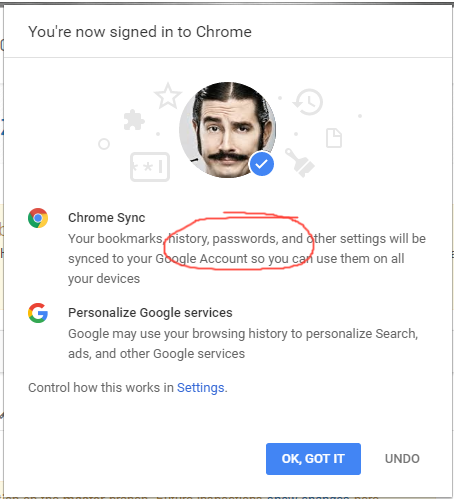 You're now signed in to Chrome
**I
Chrome Sync
Your bookmarks, history, passwords, and other settings will be
synced to your Google Account so you can use them on all
your devices
Personalize Google services
Google may use your browsing history to personalize Search,
ads, and other Google services
Control how this works in Settings.
OK, GOT IT
UNDO